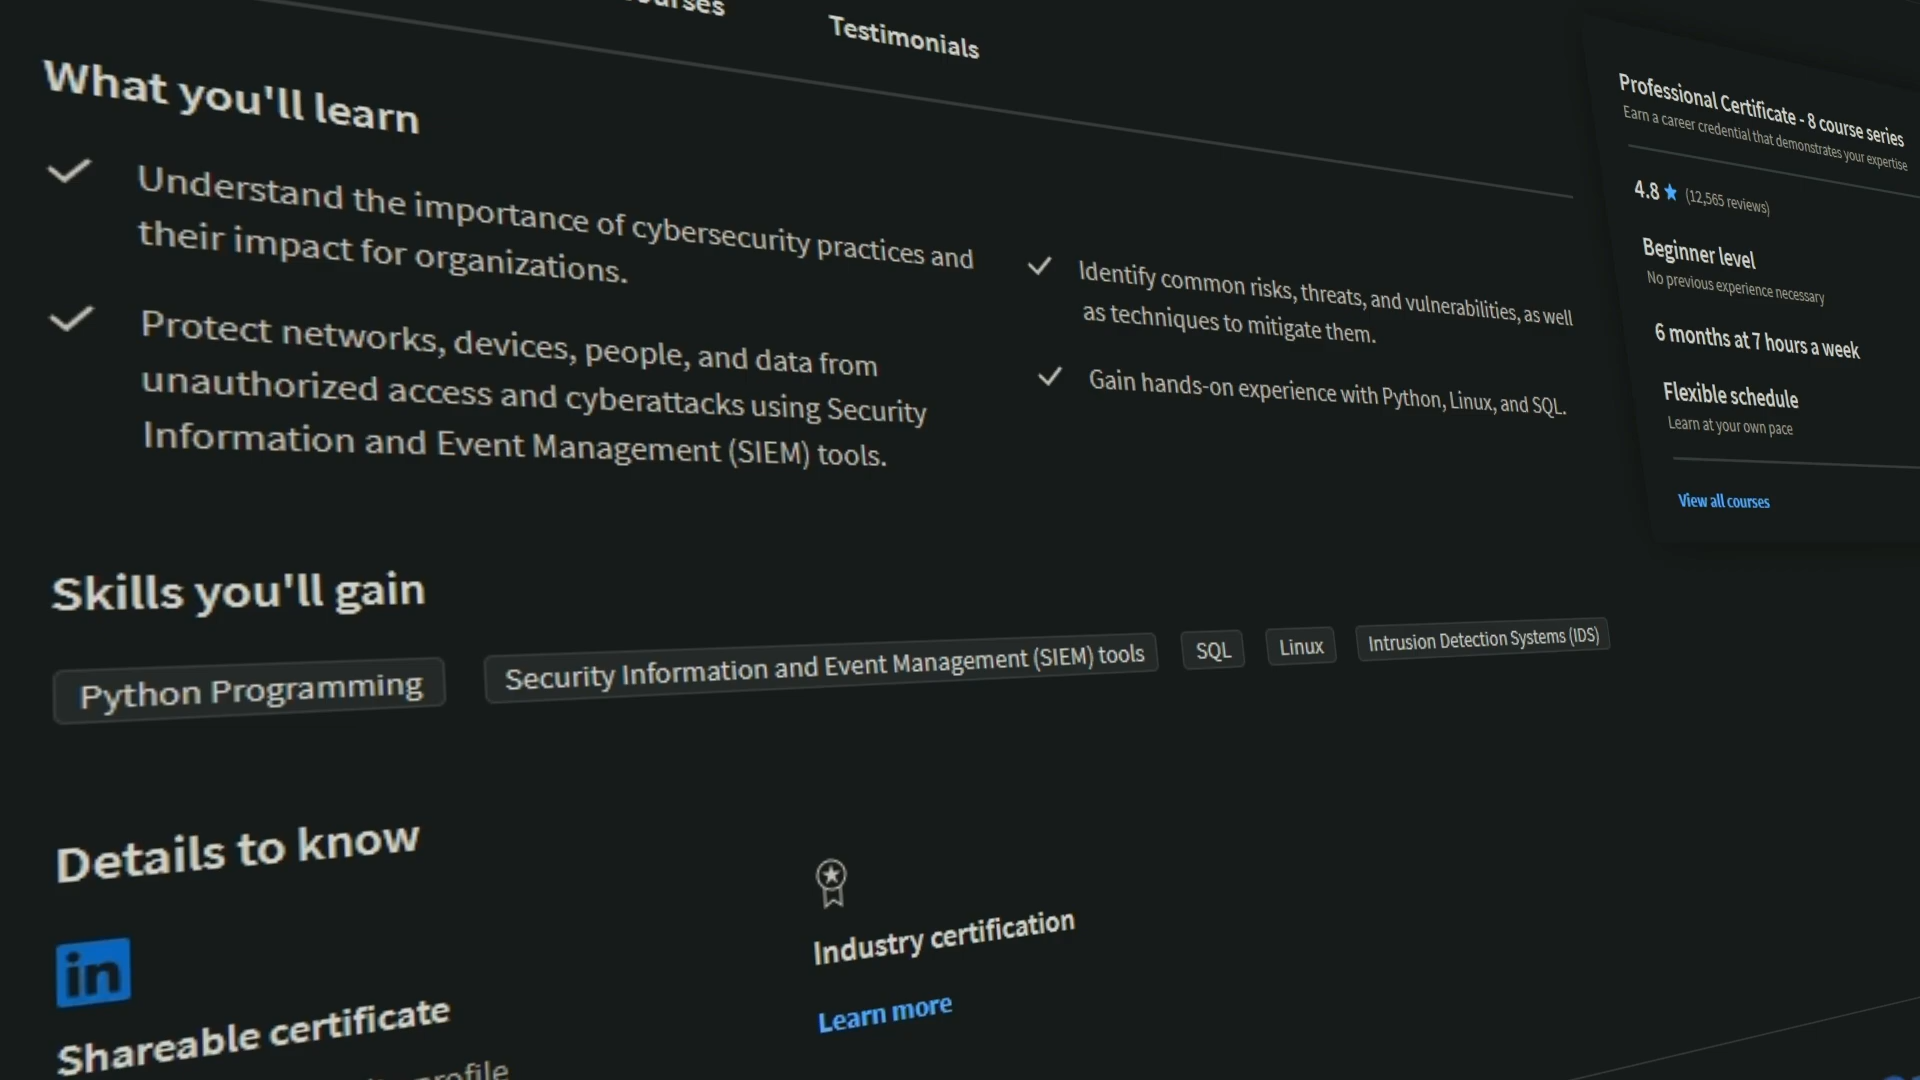 Testimonials
What you'll learn
Understand the importance of cybersecurity practices and
their impact for organizations.
Protect networks, devices, people, and data from
unauthorized access and cyberattacks using Security
Information and Event Management (SIEM) tools.
Identify common risks, threats, and vulnerabilities, as well
as techniques to mitigate them.
Gain hands-on experience with Python, Linux, and SQL.
Skills you'll gain
Python Programming
Security Information and Event Management (SIEM) tools
SQL
Linux
Intrusion Detection Systems (IDS)
Details to know
in
Shareable certificate
Industry certification
Learn more
Professional Certificate - 8 course series
Earn a career credential that demonstrates your expertise
4.8 ★ (12,565 reviews)
Beginner level
No previous experience necessary
6 months at 7 hours a week
Flexible schedule
Learn at your own pace
View all courses